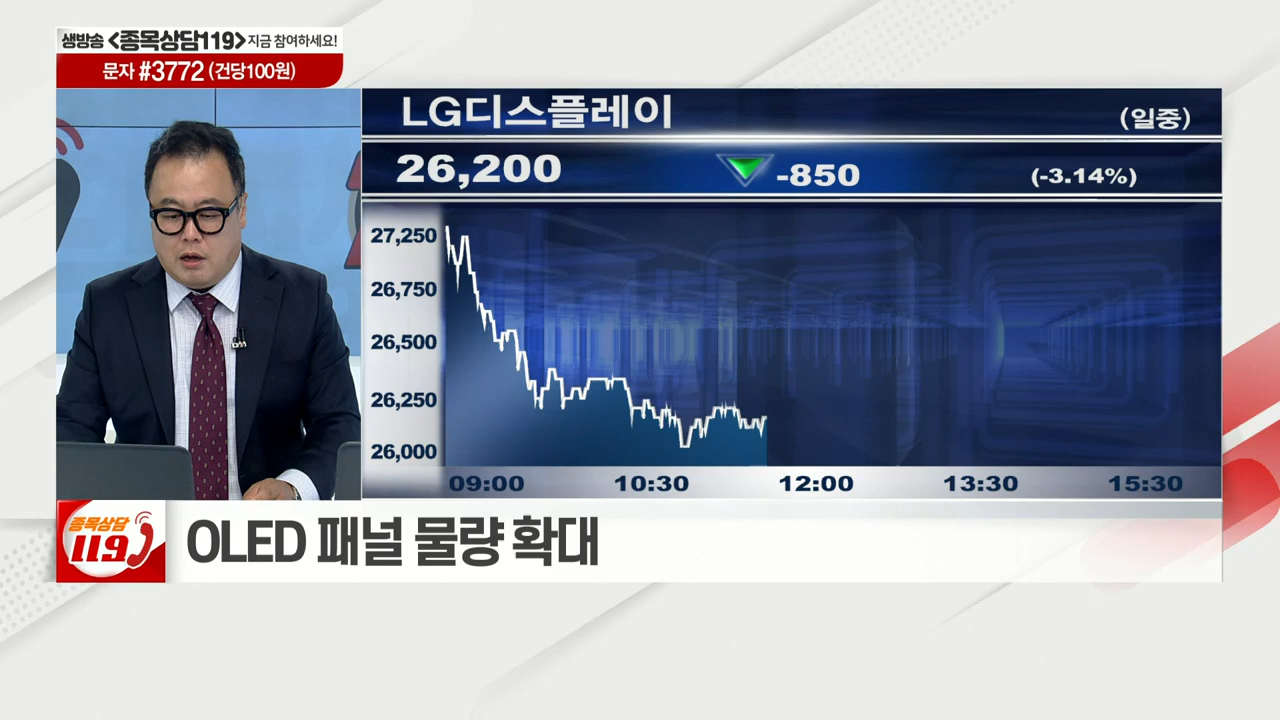 생방송 <종목상담119> 지금 참여하세요!
문자 #3772 (건당100원)
LG디스플레이 (일중)
26,200 -850 (-3.14%)
27,250
26,750
26,500
26,250
26,000
09:00 10:30 12:00 13:30 15:30
종목상담
119
OLED 패널 물량 확대